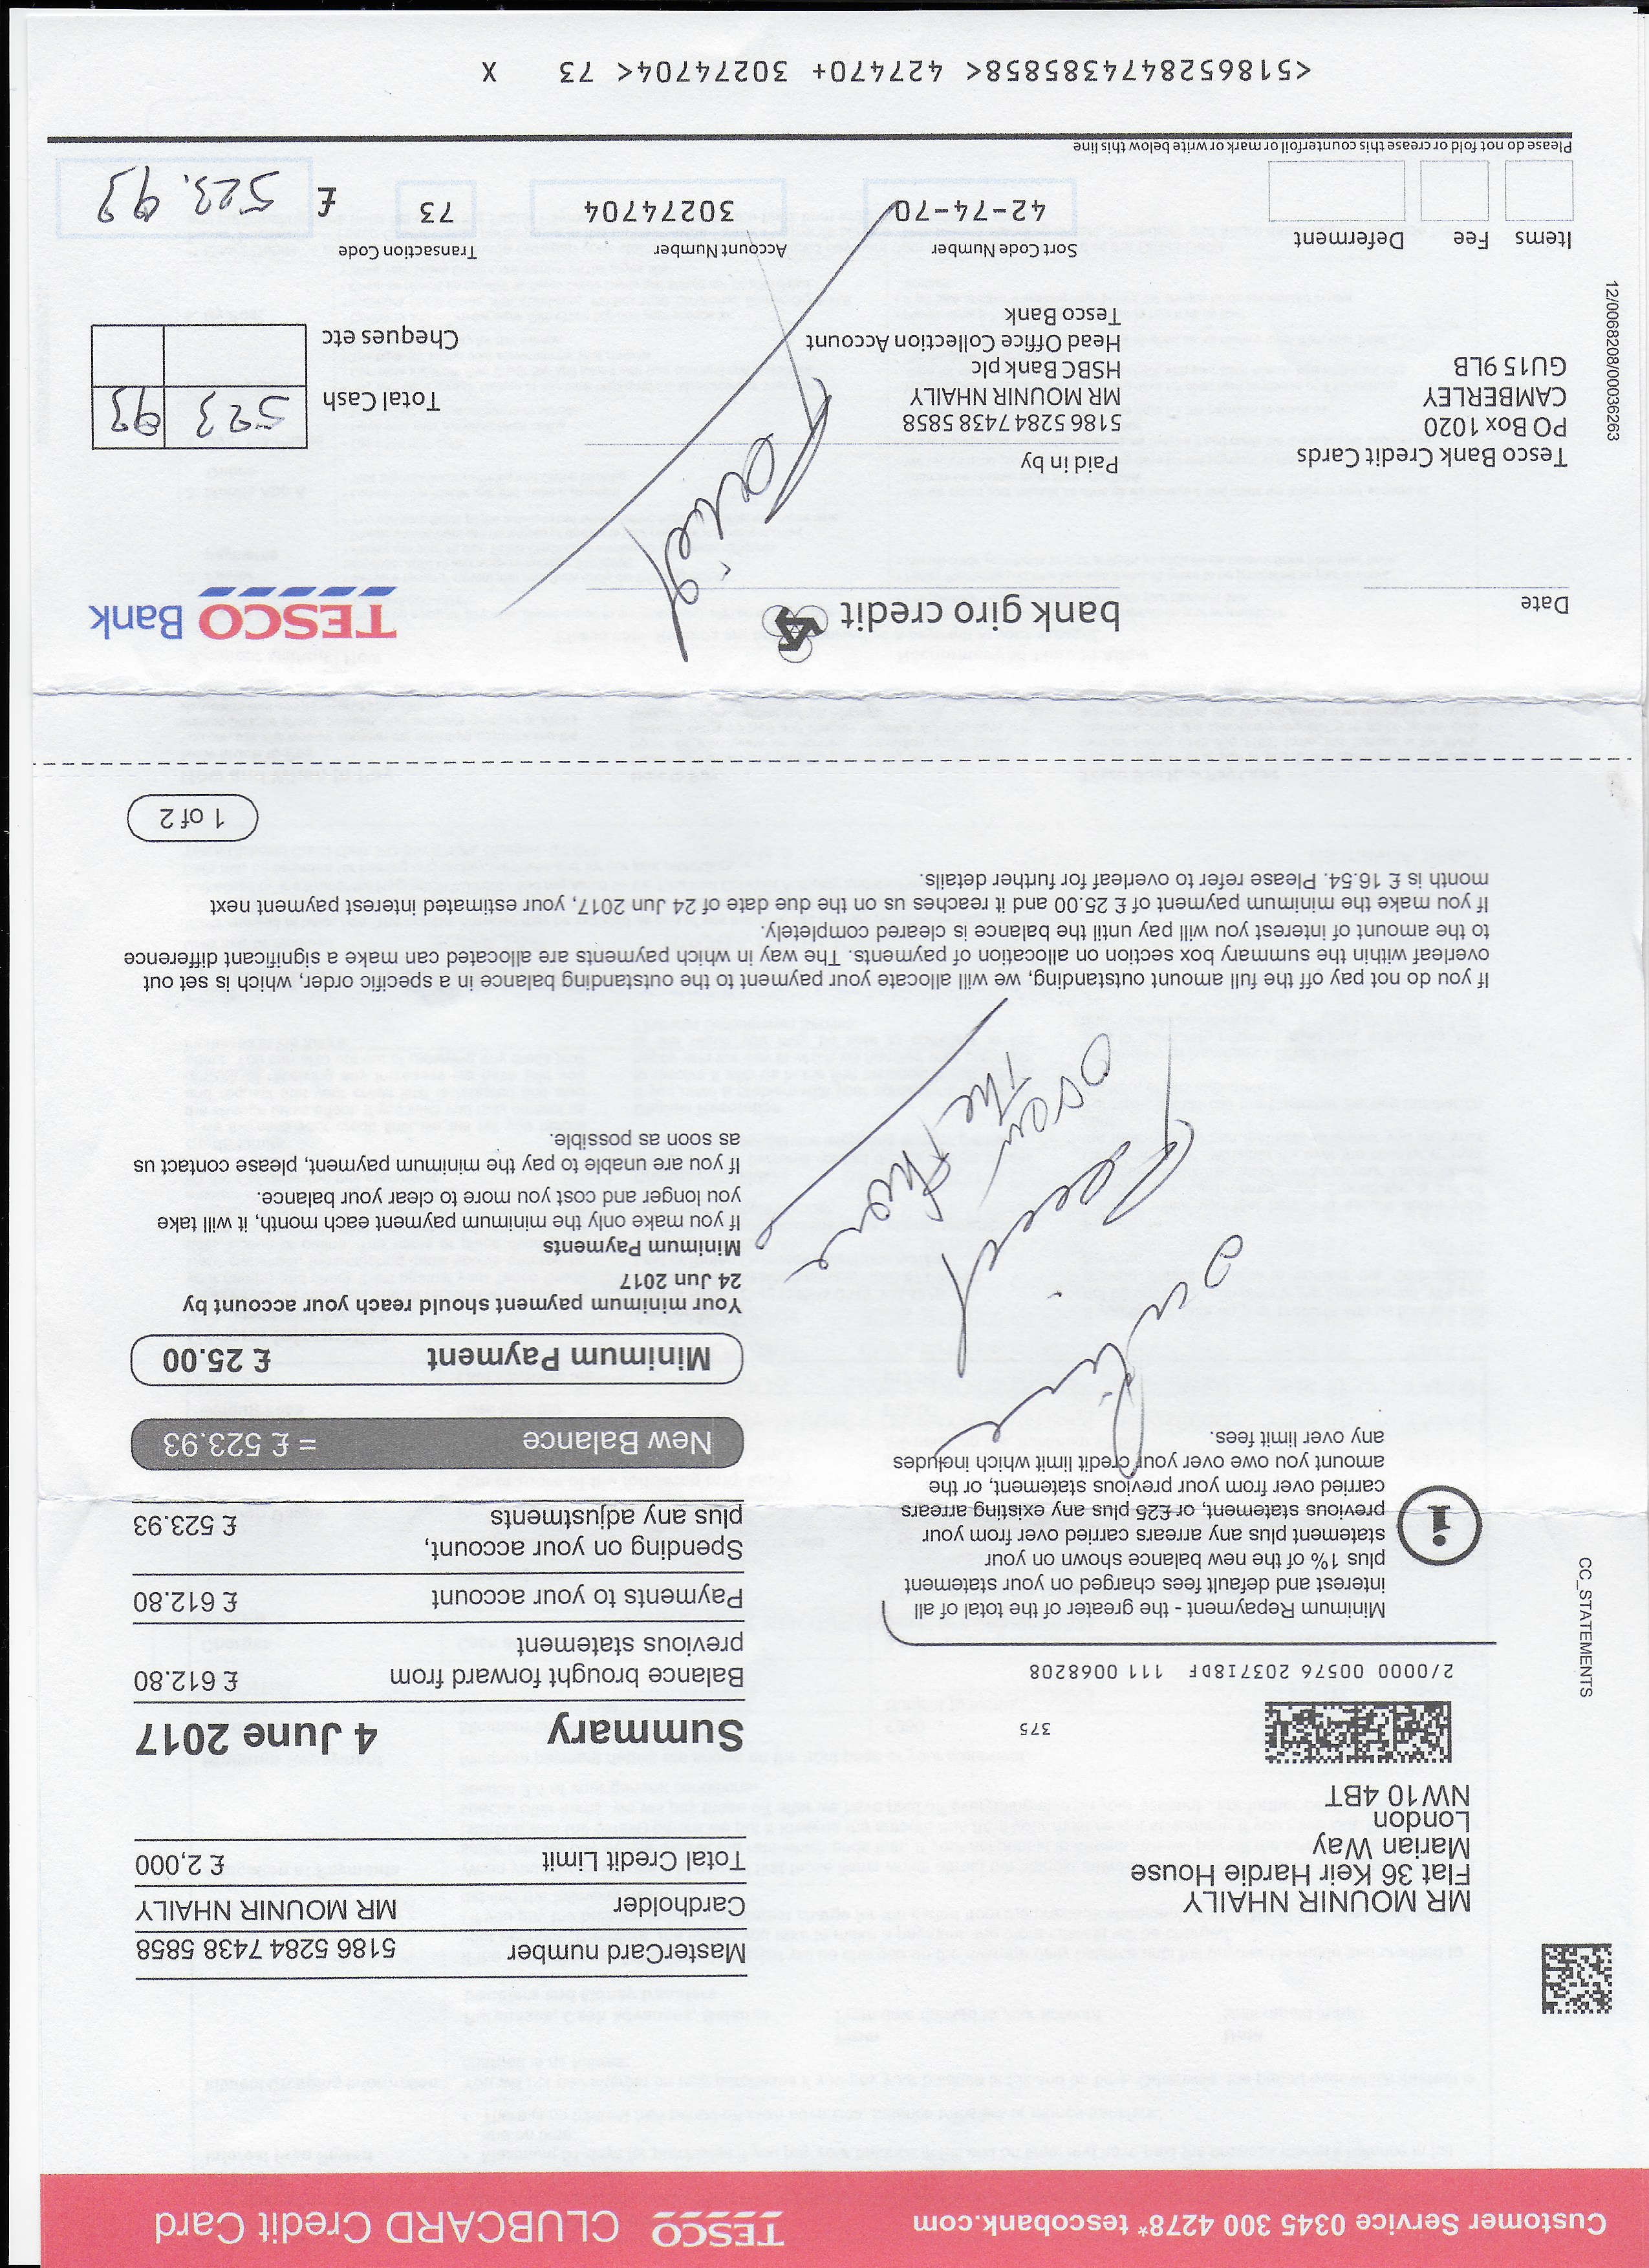 Customer Service 0345 300 4278* tescobank.com
TESCO CLUBCARD Credit Card
MasterCard number 5186 5284 7438 5858
Cardholder MR MOUNIR NHAILY
Total Credit Limit £ 2,000
MR MOUNIR NHAILY
Flat 36 Keir Hardie House
Marian Way
London
NW10 4BT
375
2/0000 00576 203718DF 111 0068208
CC_STATEMENTS
Summary 4 June 2017
Balance brought forward from
previous statement £ 612.80
Payments to your account £ 612.80
Spending on your account,
plus any adjustments £ 523.93
New Balance = £ 523.93
Minimum Payment £ 25.00
Your minimum payment should reach your account by
24 Jun 2017
Minimum Payments
If you make only the minimum payment each month, it will take
you longer and cost you more to clear your balance.
If you are unable to pay the minimum payment, please contact us
as soon as possible.
i
Minimum Repayment - the greater of the total of all
interest and default fees charged on your statement
plus 1% of the new balance shown on your
statement plus any arrears carried over from your
previous statement, or £25 plus any existing arrears
carried over from your previous statement, or the
amount you owe over your credit limit which includes
any over limit fees.
Paid
over
The
Phone
If you do not pay off the full amount outstanding, we will allocate your payment to the outstanding balance in a specific order, which is set out
overleaf within the summary box section on allocation of payments. The way in which payments are allocated can make a significant difference
to the amount of interest you will pay until the balance is cleared completely.
If you make the minimum payment of £ 25.00 and it reaches us on the due date of 24 Jun 2017, your estimated interest payment next
month is £ 16.54. Please refer to overleaf for further details.
1 of 2
Date
bank giro credit
TESCO Bank
Paid in by
Tesco Bank Credit Cards
PO Box 1020
CAMBERLEY
GU15 9LB
12/0068208/00036263
5186 5284 7438 5858
MR MOUNIR NHAILY
HSBC Bank plc
Head Office Collection Account
Tesco Bank
Total Cash 523 93
Cheques etc
Items Fee Deferment
Sort Code Number Account Number Transaction Code
42-74-70 30274704 73 £ 523.93
Please do not fold or crease this counterfoil or mark or write below this line
<5186528474385858< 427470+ 30274704< 73 X